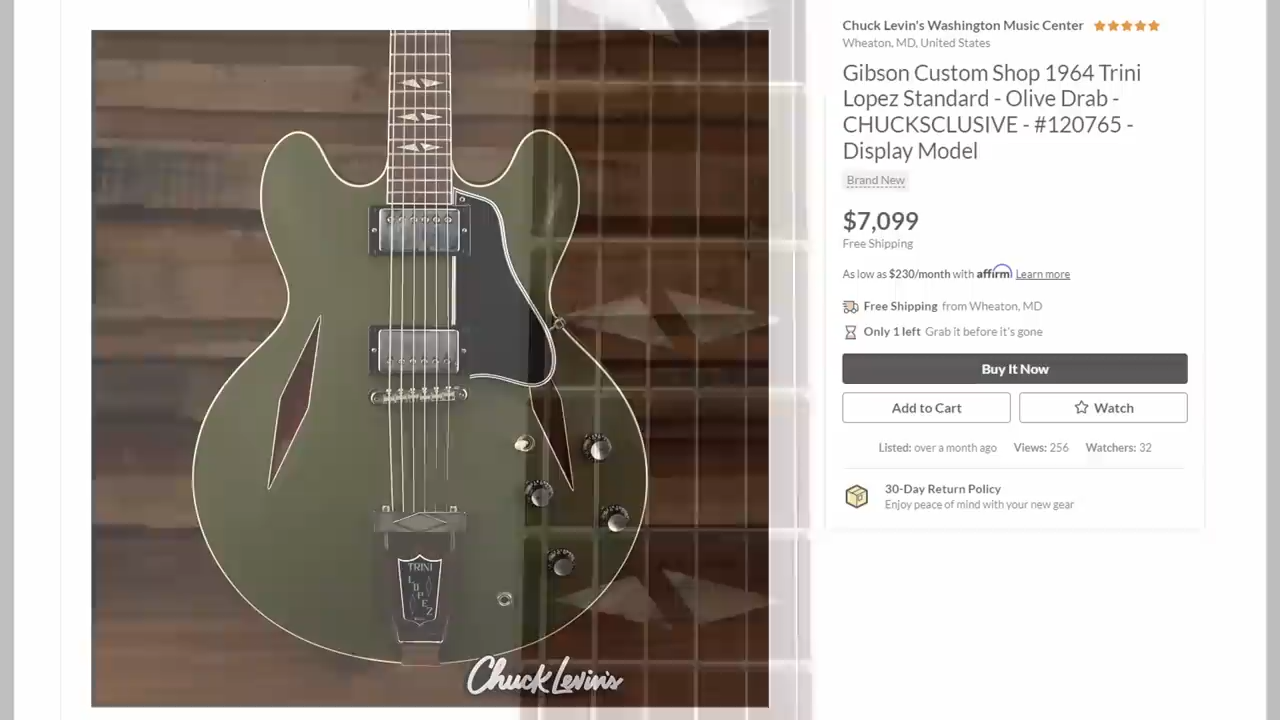 Chuck Levin's Washington Music Center
Wheaton, MD, United States
Gibson Custom Shop 1964 Trini
Lopez Standard - Olive Drab -
CHUCKSCLUSIVE - #120765 -
Display Model
Brand New
$7,099
Free Shipping
As low as $230/month with affirm Learn more
Free Shipping from Wheaton, MD
Only 1 left Grab it before it's gone
Buy It Now
Add to Cart
Watch
Listed: over a month ago Views: 256 Watchers: 32
30-Day Return Policy
Enjoy peace of mind with your new gear
TRINI
LOPEZ
Chuck Levin's